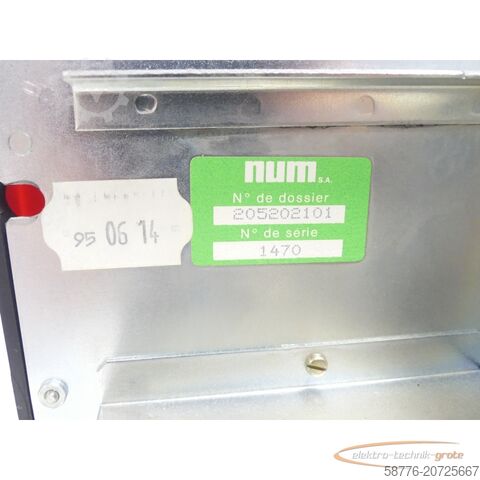 num S.A.
N° de dossier
205202101
N° de série
1470
95 06 14
elektro-technik-grote
58776-20725667